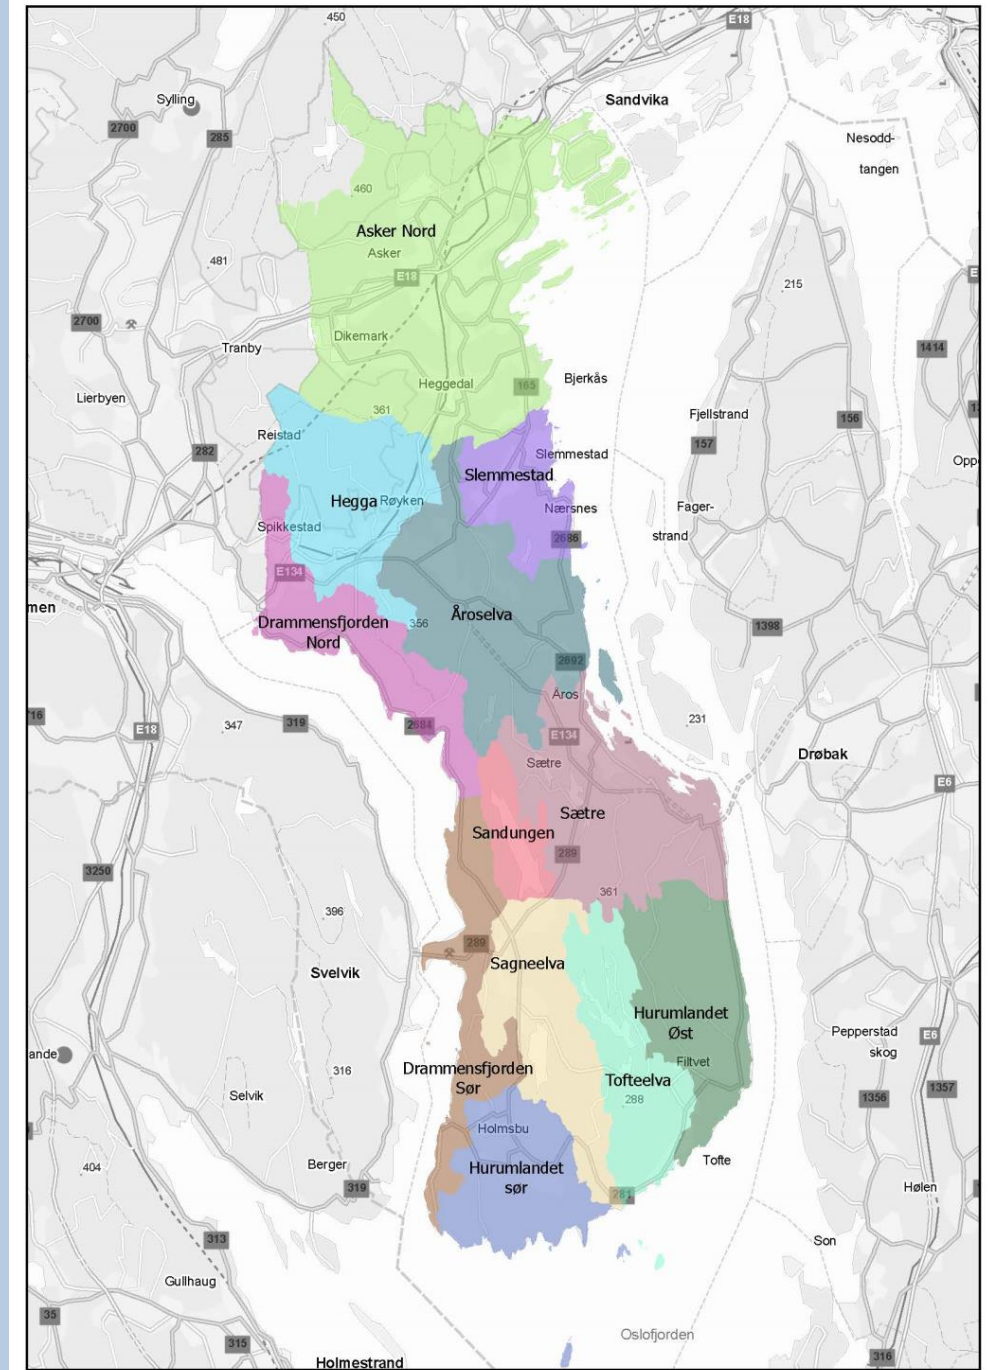 450
E18
Sylling
Sandvika
2700
285
Nesodd-
tangen
460
Asker Nord
Asker
481
E18
215
2700
Dikemark
Tranby
1414
Heggedal
165
Bjerkås
Lierbyen
361
Fjellstrand
156
Reistad
157
282
Slemmestad
Slemmestad
Hegga
Røyken
Nærsnes
Fager-
strand
Spikkestad
2686
E134
men
Drammensfjorden
Nord
356
Åroselva
1398
2692
Åros
347
319
2684
231
E18
E134
Drøbak
Sætre
E6
Sætre
Sandungen
289
3250
361
396
289
Svelvik
Sagneelva
Hurumlandet
Øst
Pepperstad
skog
E6
Filtvet
316
Drammensfjorden
Sør
Tofteelva
288
Selvik
1356
1357
Holmsbu
Tofte
Berger
404
Hurumlandet
sør
319
281
Hølen
313
Son
Gullhaug
35
315
Oslofjorden
316
Holmestrand